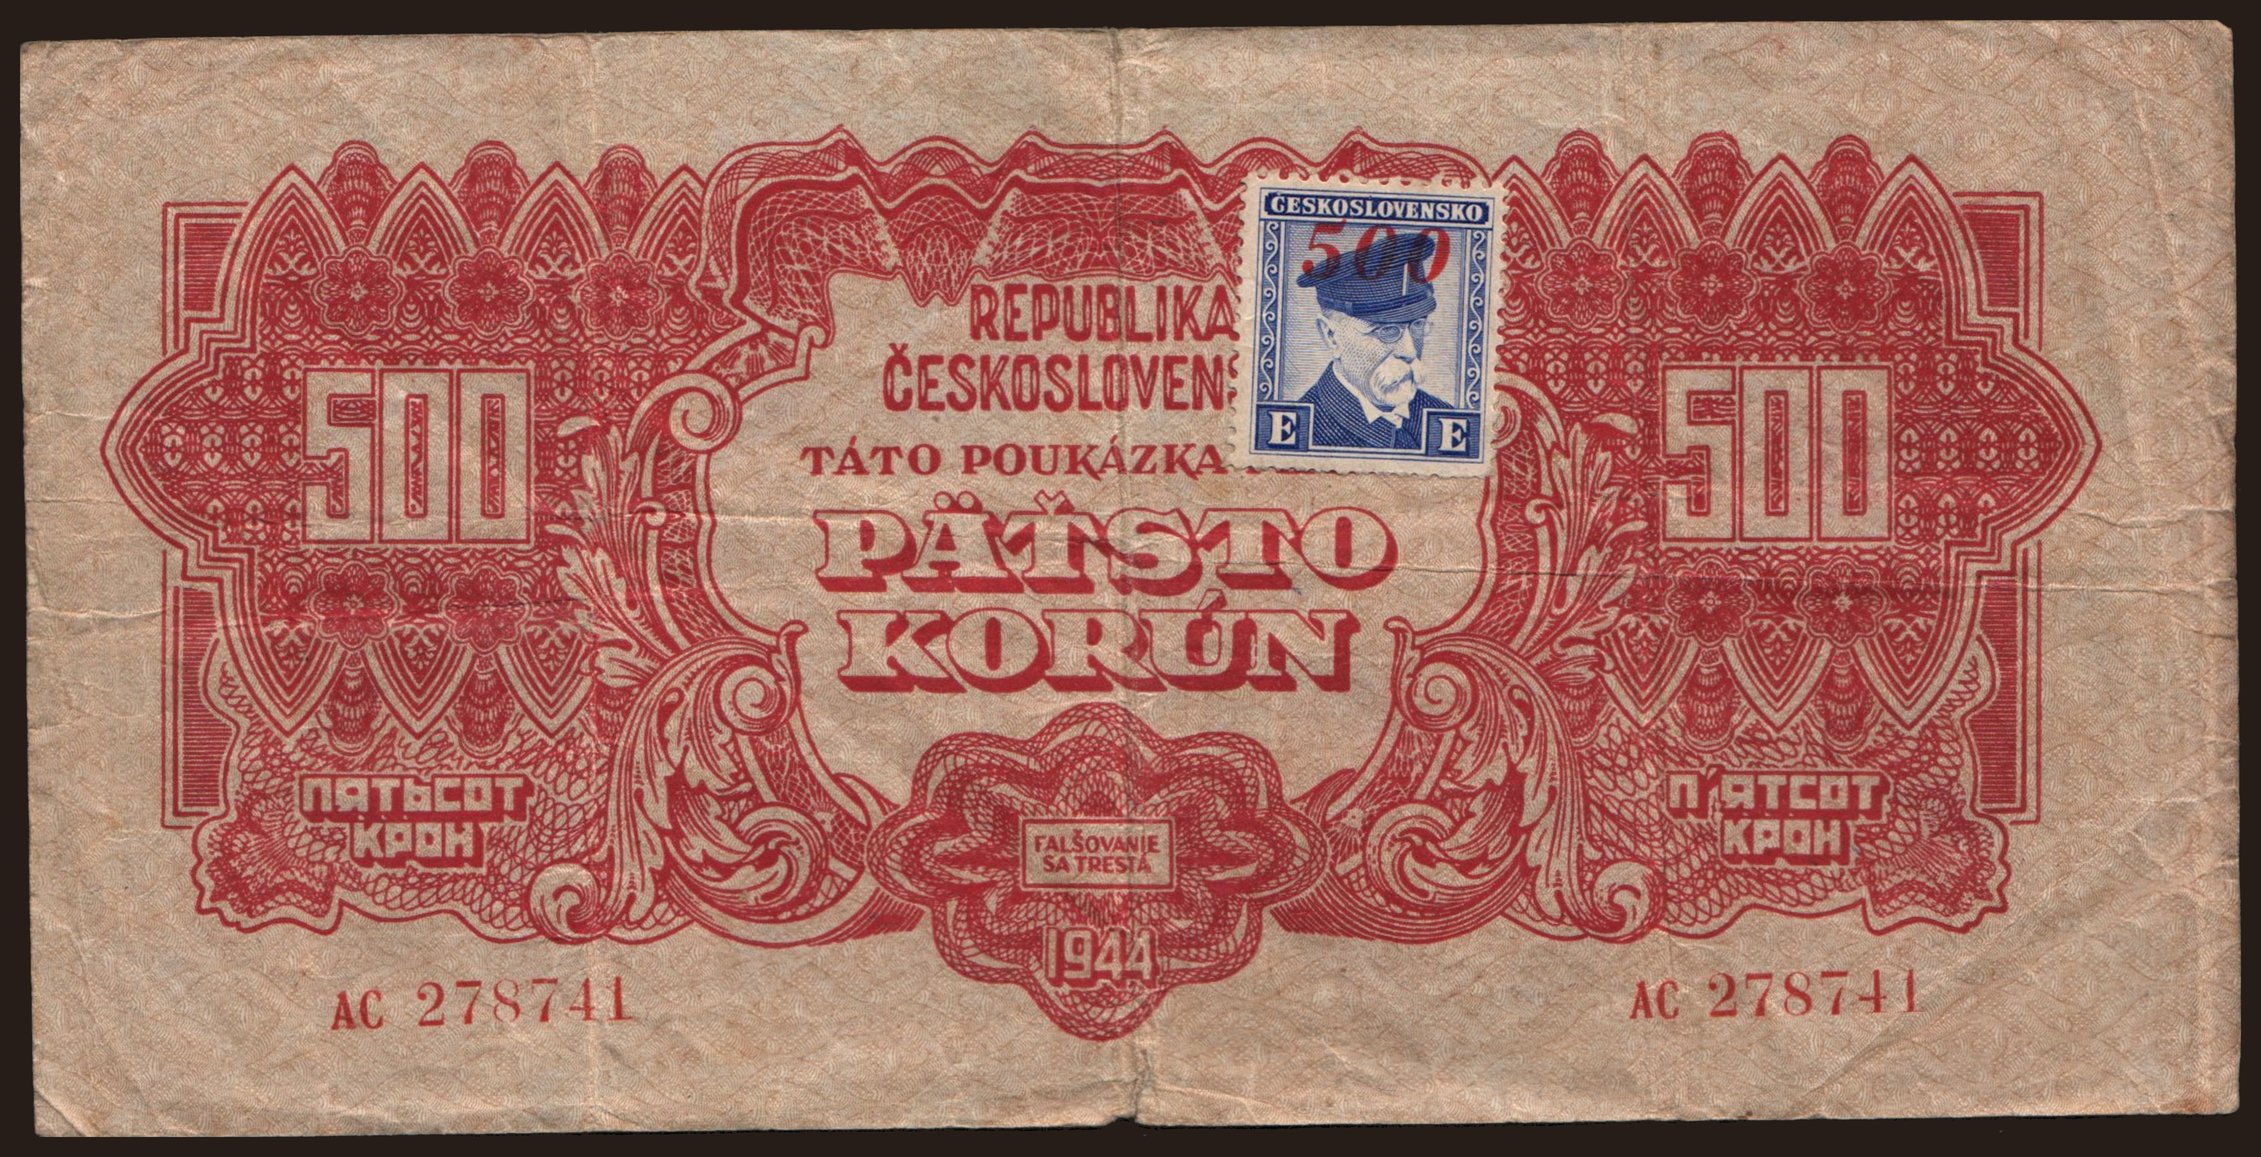 ČESKOSLOVENSKO
500
E E
REPUBLIKA
ČESKOSLOVENS
TÁTO POUKÁZKA
500
500
PÄŤSTO
KORÚN
ПЯТЬСОТ
КРОН
П'ЯТСОТ
КРОН
FALŠOVANIE
SA TRESTÁ
1944
AC 278741
AC 278741